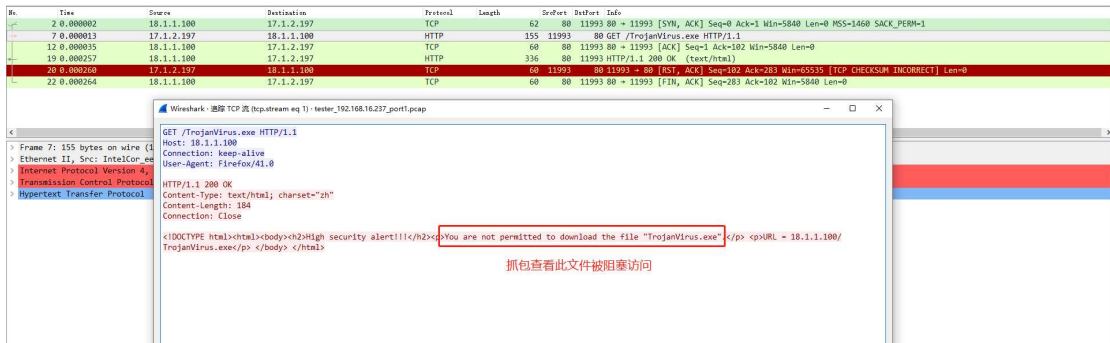 No. Time Source Destination Protocol Length SrcPort DstPort Info
2 0.000002 18.1.1.100 17.1.2.197 TCP 62 80 11993 80 → 11993 [SYN, ACK] Seq=0 Ack=1 Win=5840 Len=0 MSS=1460 SACK_PERM=1
7 0.000013 17.1.2.197 18.1.1.100 HTTP 155 11993 80 GET /TrojanVirus.exe HTTP/1.1
12 0.000035 18.1.1.100 17.1.2.197 TCP 60 80 11993 80 → 11993 [ACK] Seq=1 Ack=102 Win=5840 Len=0
19 0.000257 18.1.1.100 17.1.2.197 HTTP 336 80 11993 HTTP/1.1 200 OK (text/html)
20 0.000260 17.1.2.197 18.1.1.100 TCP 60 11993 80 11993 → 80 [RST, ACK] Seq=102 Ack=283 Win=65535 [TCP CHECKSUM INCORRECT] Len=0
22 0.000264 18.1.1.100 17.1.2.197 TCP 60 80 11993 80 → 11993 [FIN, ACK] Seq=283 Ack=102 Win=5840 Len=0
Wireshark · 追踪 TCP 流 (tcp.stream eq 1) · tester_192.168.16.237_port1.pcap
Frame 7: 155 bytes on wire (1
Ethernet II, Src: IntelCor_ee
Internet Protocol Version 4,
Transmission Control Protocol
Hypertext Transfer Protocol
GET /TrojanVirus.exe HTTP/1.1
Host: 18.1.1.100
Connection: keep-alive
User-Agent: Firefox/41.0
HTTP/1.1 200 OK
Content-Type: text/html; charset="zh"
Content-Length: 184
Connection: Close
<!DOCTYPE html><html><body><h2>High security alert!!!</h2><p>You are not permitted to download the file "TrojanVirus.exe".</p> <p>URL = 18.1.1.100/
TrojanVirus.exe</p> </body> </html>
抓包查看此文件被阻塞访问